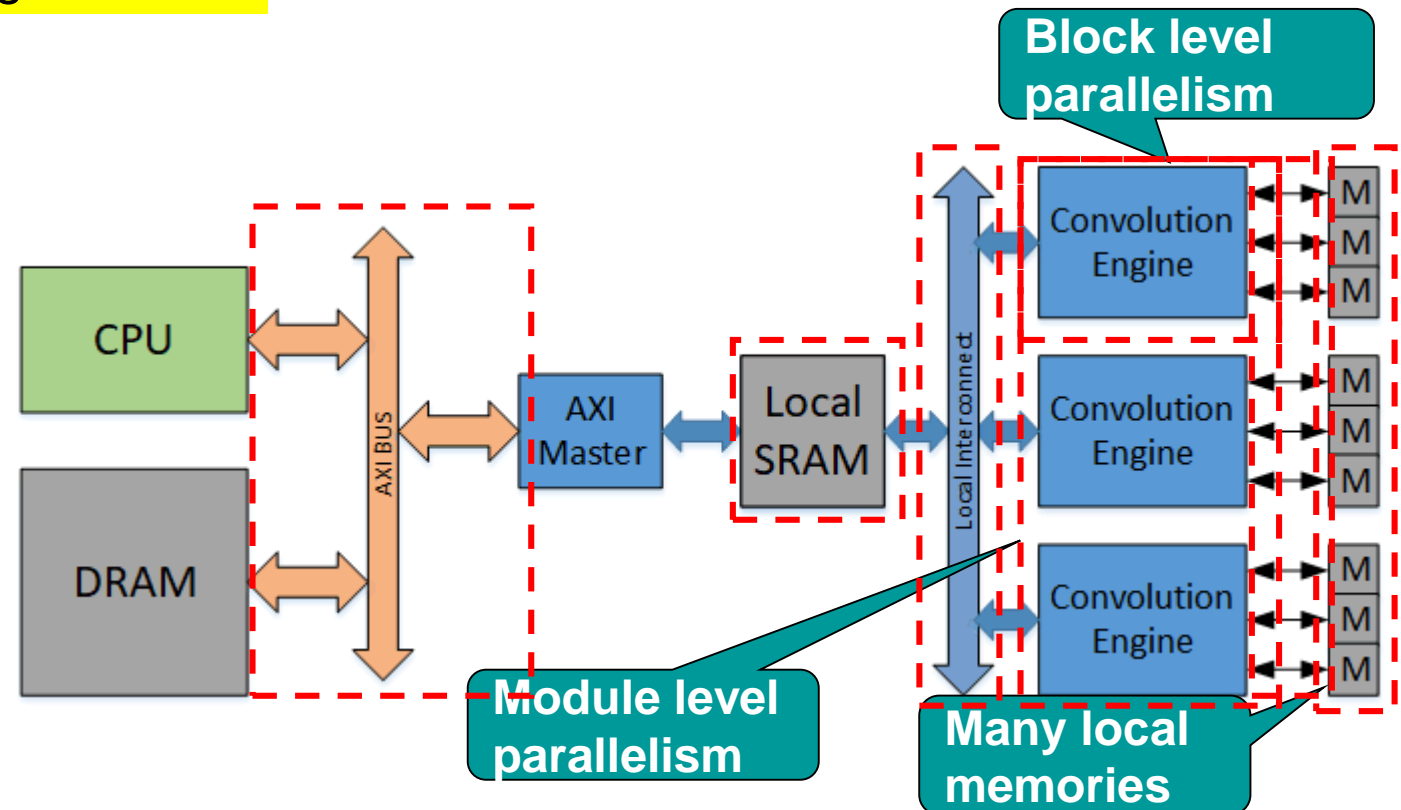 Block level
parallelism
CPU
DRAM
AXI BUS
AXI
Master
Local
SRAM
Local Interconnect
Convolution
Engine
M
M
M
Convolution
Engine
M
M
M
Convolution
Engine
M
M
M
Module level
parallelism
Many local
memories